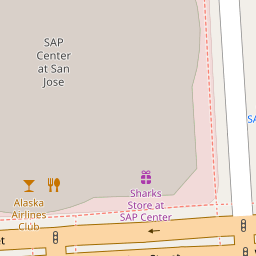 SAP
Center
at San
Jose
Sharks
Store at
SAP Center
Alaska
Airlines
Club